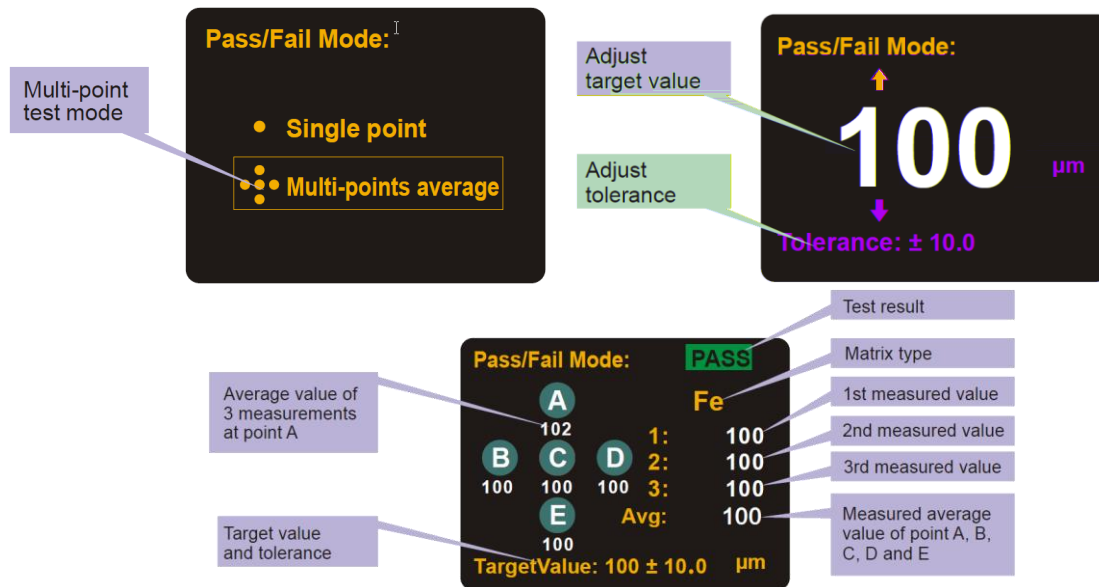 Pass/Fail Mode:
Multi-point
test mode
Single point
Multi-points average
Pass/Fail Mode:
Adjust
target value
100
µm
Adjust
tolerance
Tolerance: ± 10.0
Test result
Pass/Fail Mode:
PASS
Matrix type
Average value of
3 measurements
at point A
A
102
Fe
1st measured value
1: 100
2nd measured value
B
C
D
2: 100
100
100
100
3rd measured value
3: 100
E
100
Avg: 100
Measured average
value of point A, B,
C, D and E
Target value
and tolerance
TargetValue: 100 ± 10.0 µm